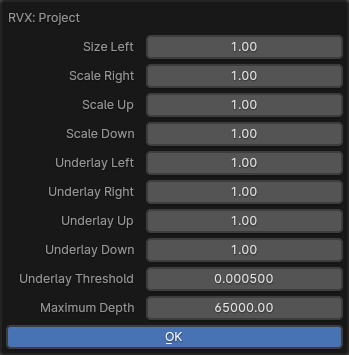 RVX: Project
Size Left 1.00
Scale Right 1.00
Scale Up 1.00
Scale Down 1.00
Underlay Left 1.00
Underlay Right 1.00
Underlay Up 1.00
Underlay Down 1.00
Underlay Threshold 0.000500
Maximum Depth 65000.00
OK